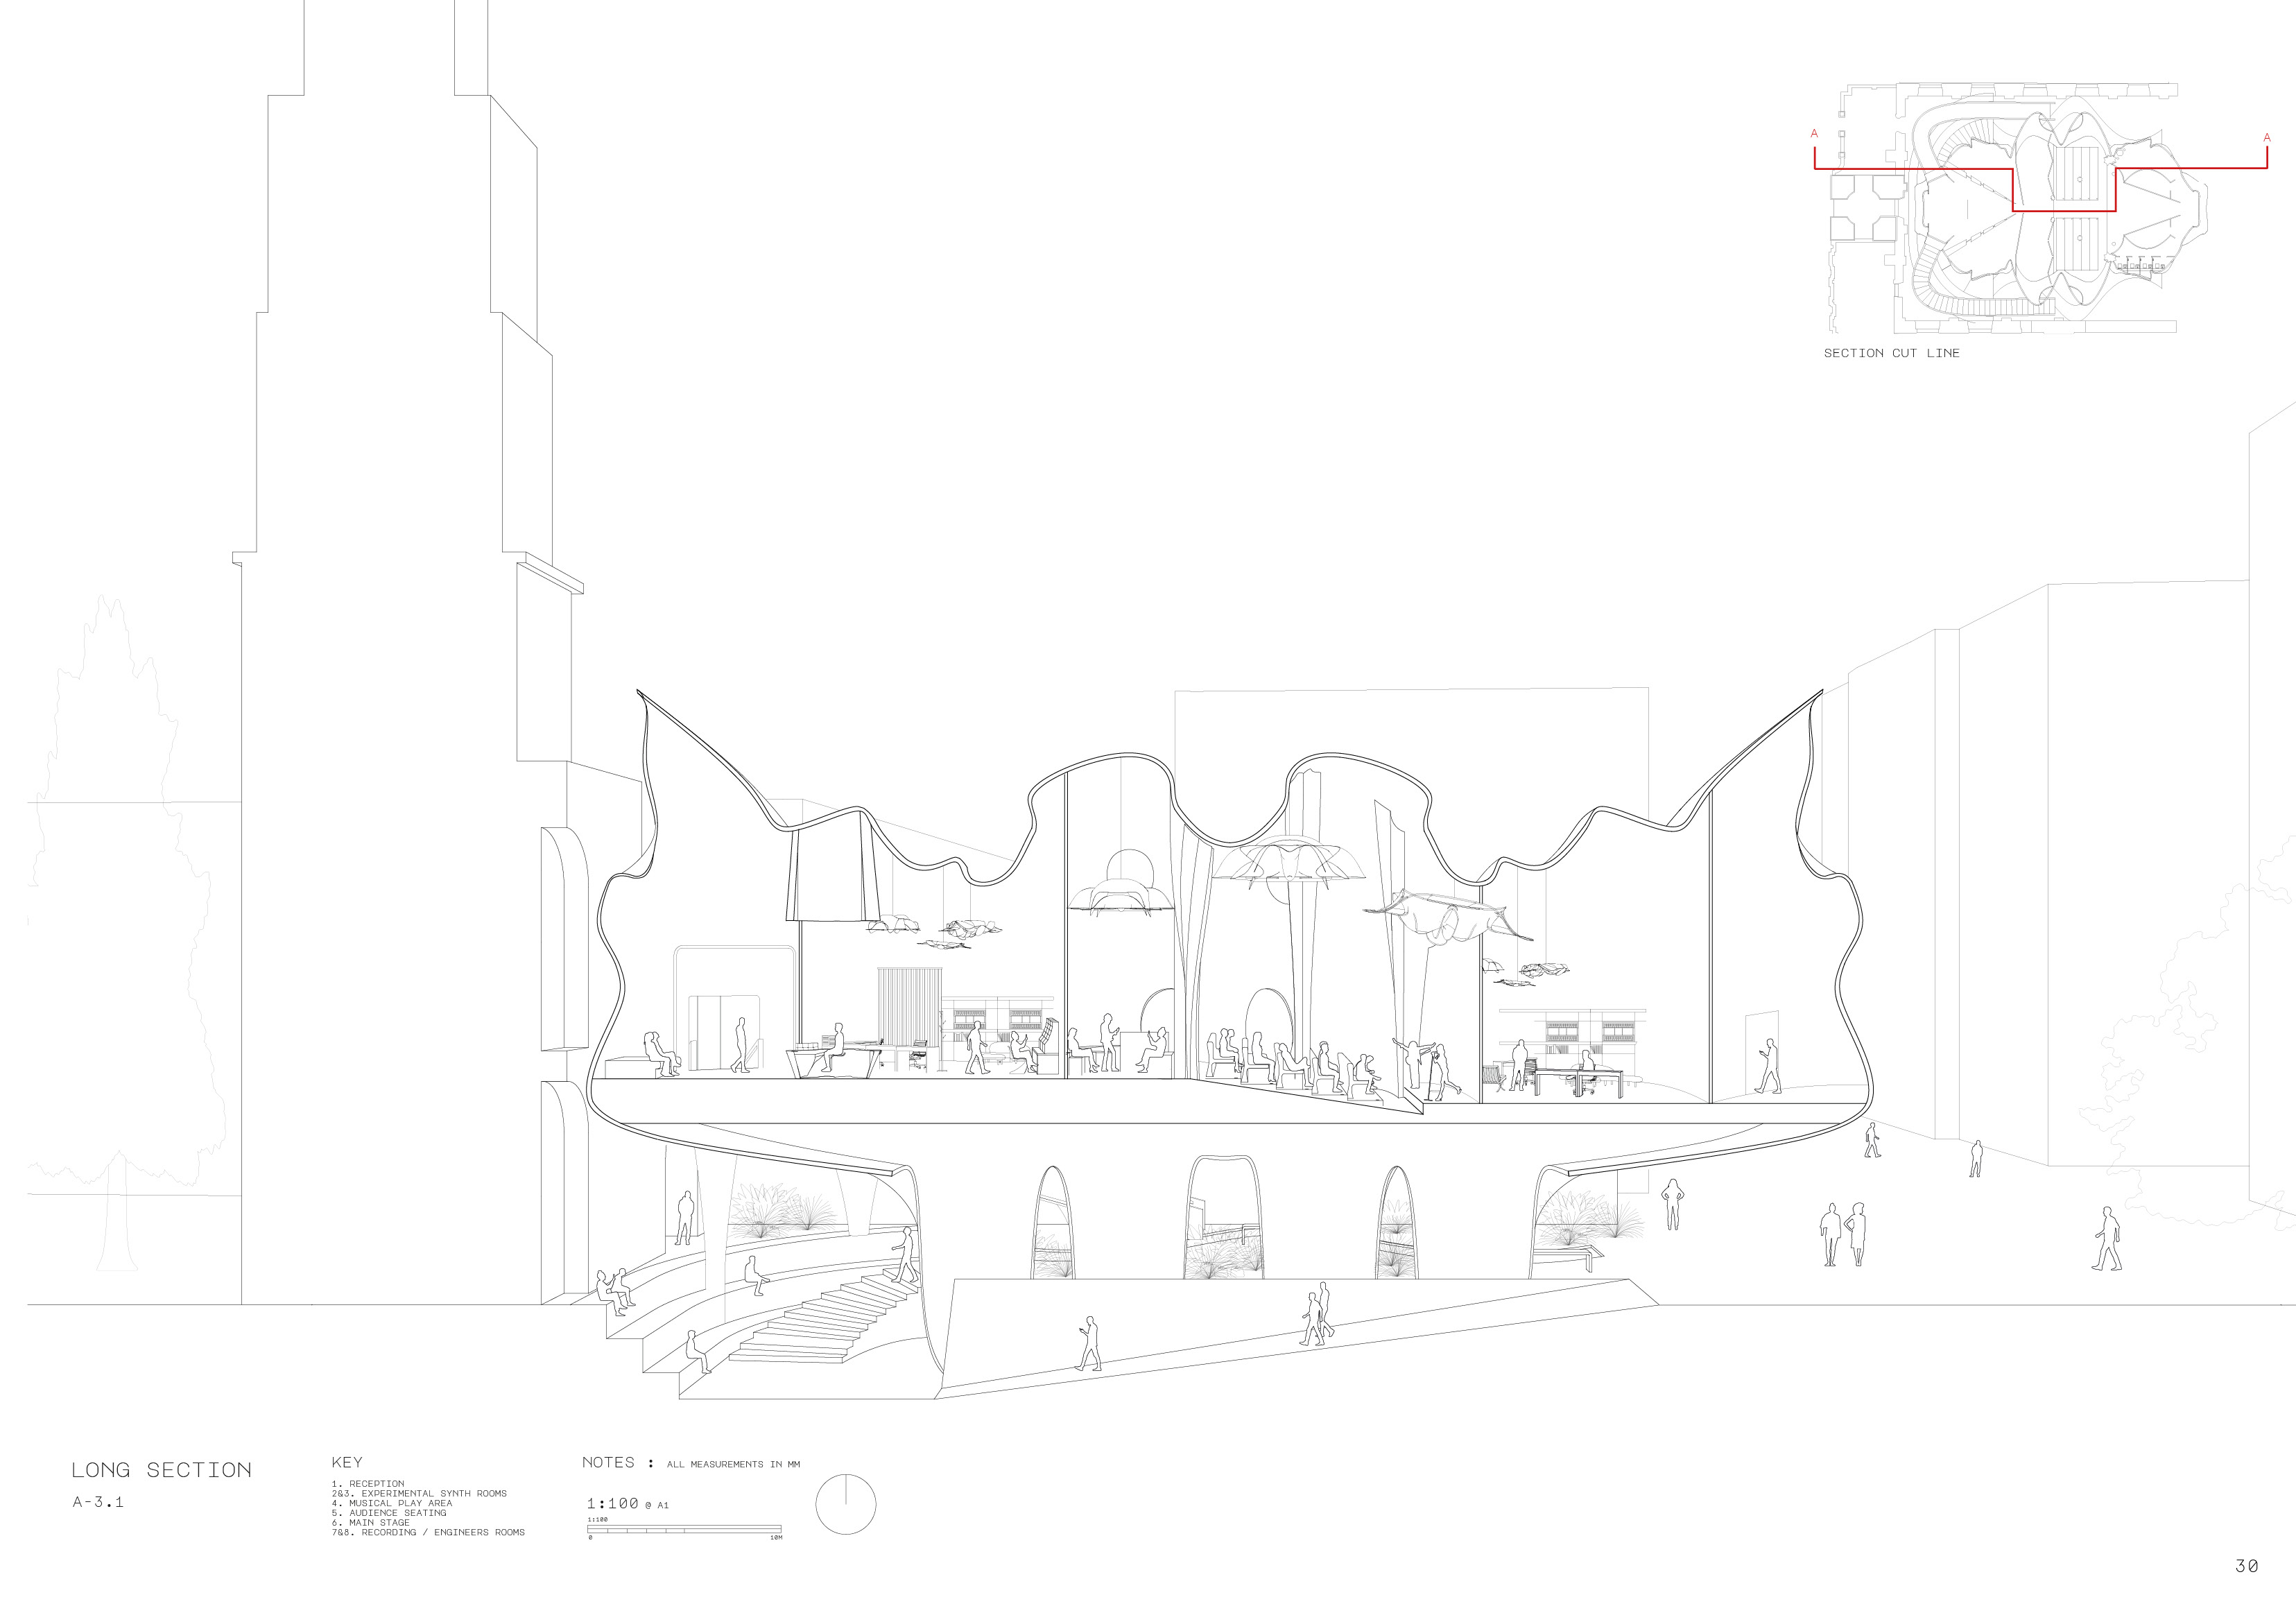 A
A
SECTION CUT LINE
LONG SECTION
A-3.1
KEY
1. RECEPTION
2&3. EXPERIMENTAL SYNTH ROOMS
4. MUSICAL PLAY AREA
5. AUDIENCE SEATING
6. MAIN STAGE
7&8. RECORDING / ENGINEERS ROOMS
NOTES : ALL MEASUREMENTS IN MM
1:100 @ A1
1:100
0 10M
30